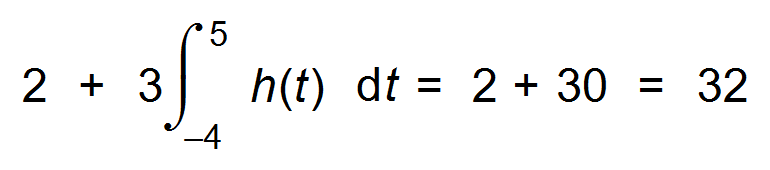 2 + 3∫₋₄⁵ h(t) dt = 2 + 30 = 32